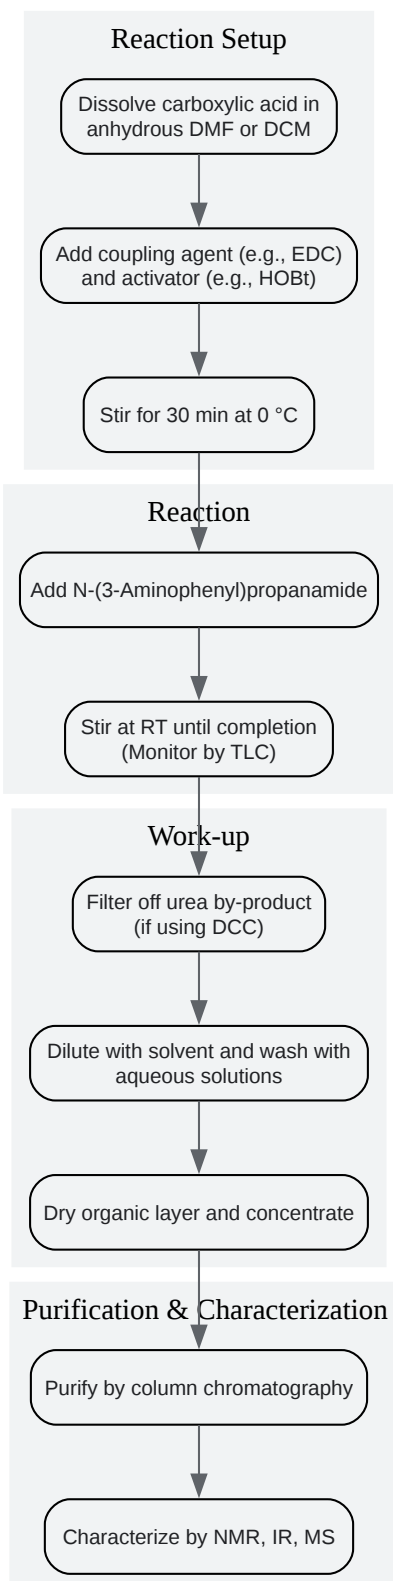 Reaction Setup
Dissolve carboxylic acid in
anhydrous DMF or DCM
Add coupling agent (e.g., EDC)
and activator (e.g., HOBt)
Stir for 30 min at 0 °C
Reaction
Add N-(3-Aminophenyl)propanamide
Stir at RT until completion
(Monitor by TLC)
Work-up
Filter off urea by-product
(if using DCC)
Dilute with solvent and wash with
aqueous solutions
Dry organic layer and concentrate
Purification & Characterization
Purify by column chromatography
Characterize by NMR, IR, MS